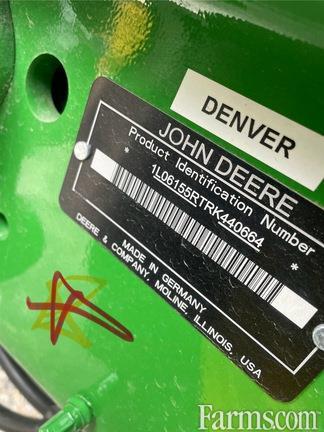 DENVER
JOHN DEERE
Product Identification Number
* 1L06155RTRK440664 *
MADE IN GERMANY
DEERE & COMPANY, MOLINE, ILLINOIS, USA
Farms.com